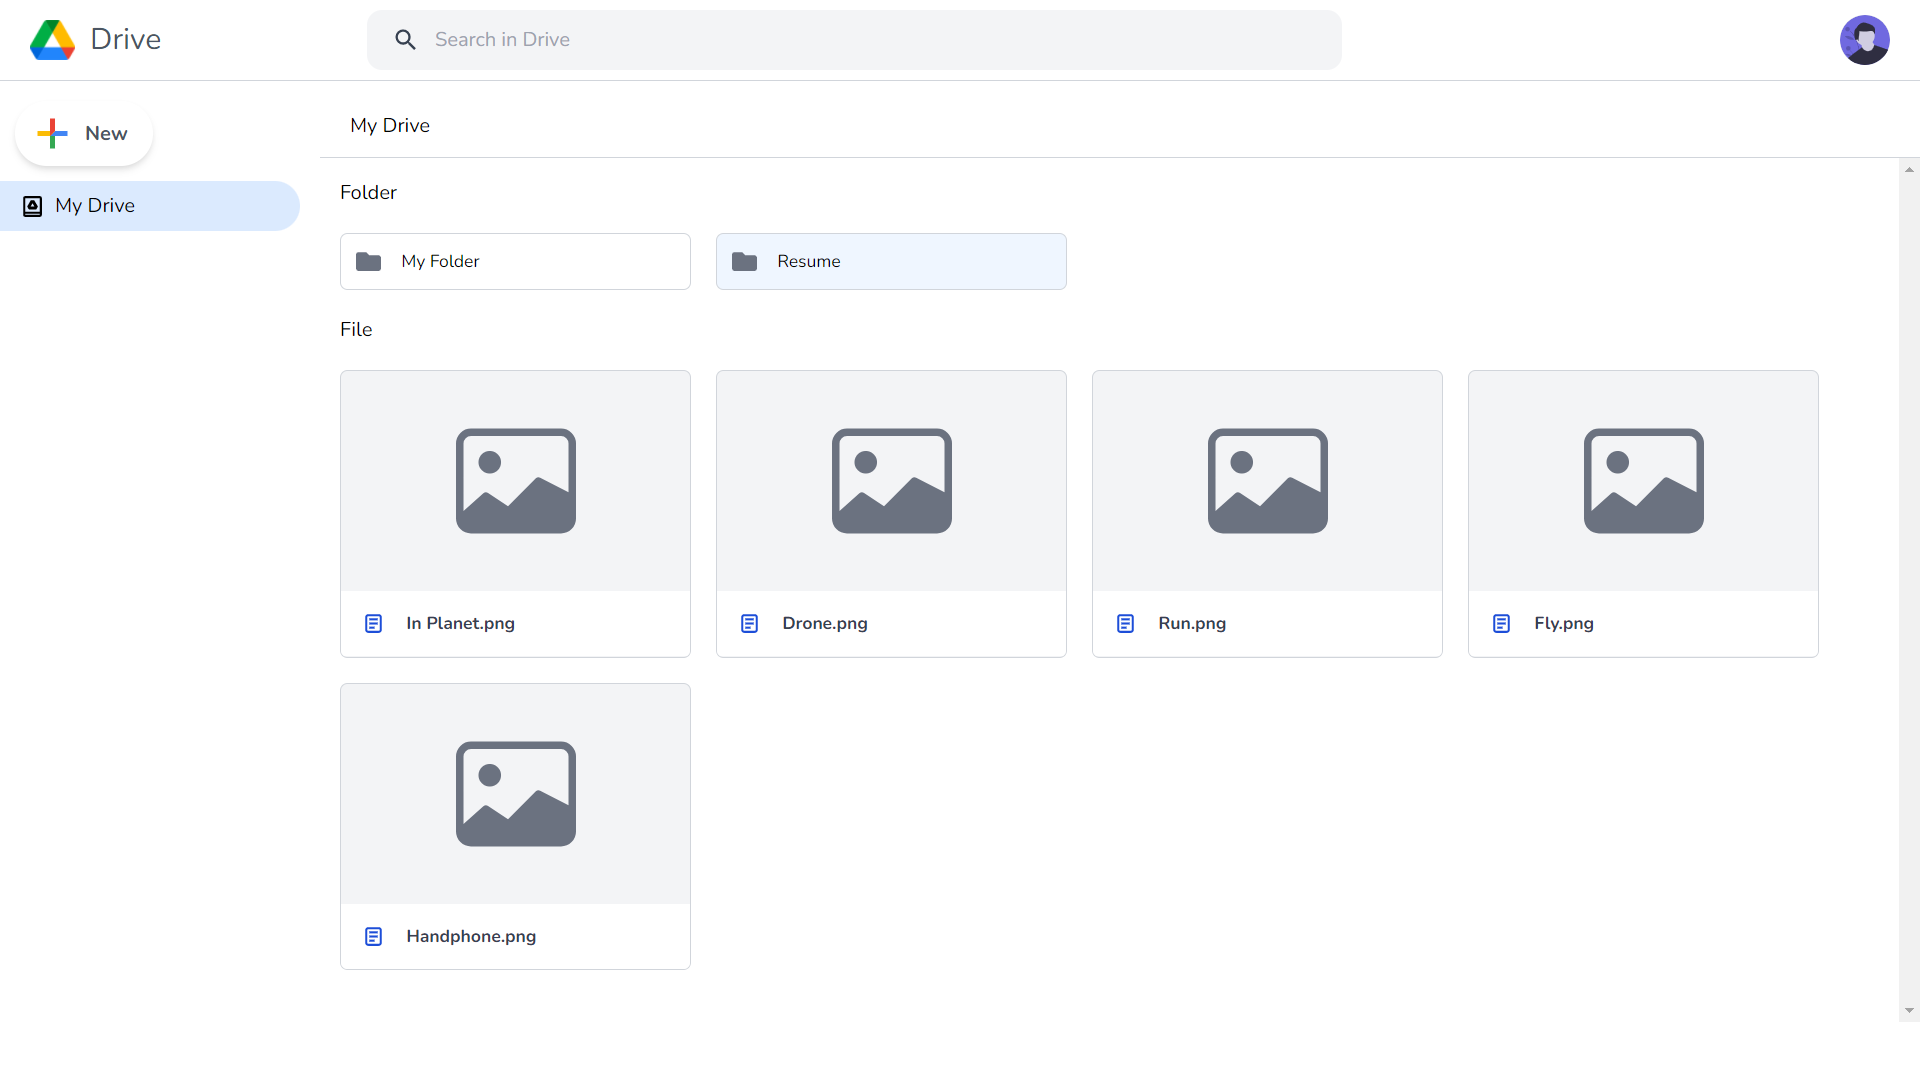 Drive
Search in Drive
New
My Drive
My Drive
Folder
My Folder
Resume
File
In Planet.png
Drone.png
Run.png
Fly.png
Handphone.png